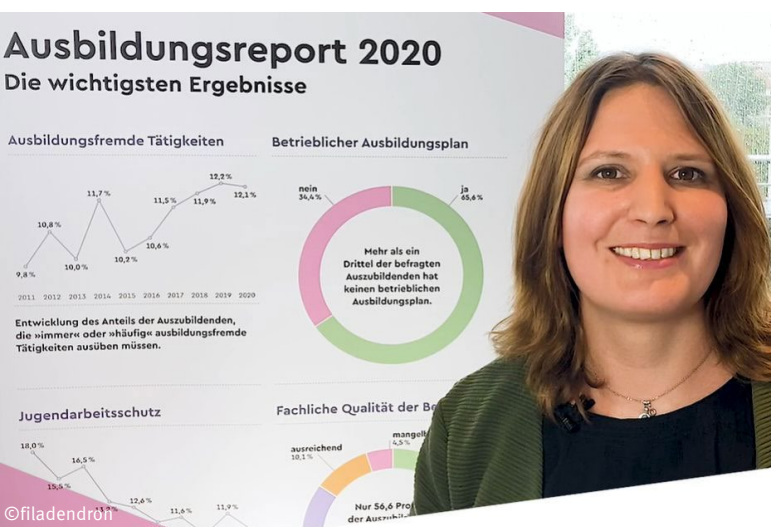 Ausbildungsreport 2020
Die wichtigsten Ergebnisse
Ausbildungsfremde Tätigkeiten
9,8 %
10,8 %
10,0 %
11,7 %
10,2 %
10,6 %
11,5 %
11,9 %
12,2 %
12,1 %
2011 2012 2013 2014 2015 2016 2017 2018 2019 2020
Entwicklung des Anteils der Auszubildenden,
die »immer« oder »häufig« ausbildungsfremde
Tätigkeiten ausüben müssen.
Betrieblicher Ausbildungsplan
nein
34,4 %
ja
65,6 %
Mehr als ein
Drittel der befragten
Auszubildenden hat
keinen betrieblichen
Ausbildungsplan.
Jugendarbeitsschutz
18,0 %
15,5 %
16,5 %
12,6 %
11,6 %
11,9 %
Fachliche Qualität der
ausreichend
10,1 %
4,5 %
Nur 56,6
der
©filadendron